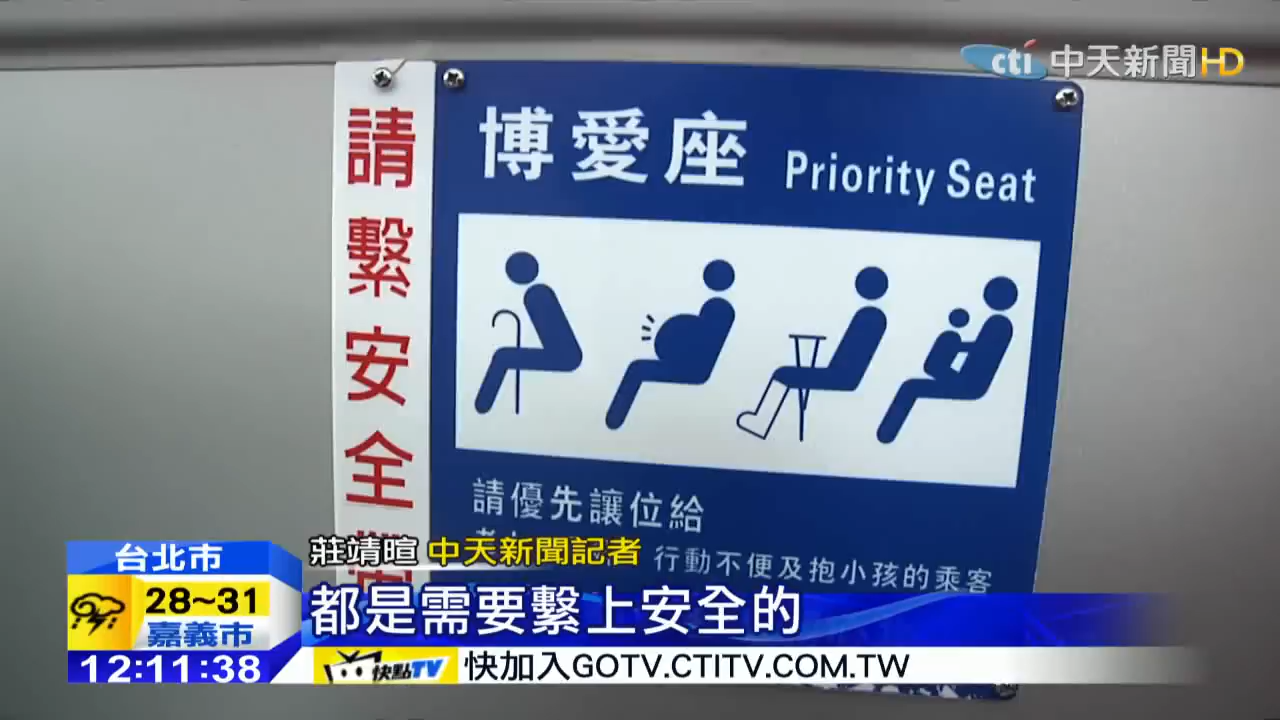 cti 中天新聞HD
請繫安全帶
博愛座 Priority Seat
請優先讓位給
行動不便及抱小孩的乘客
莊靖暄 中天新聞記者
都是需要繫上安全的
台北市
28~31
嘉義市
12:11:38
快點TV
快加入GOTV.CTITV.COM.TW